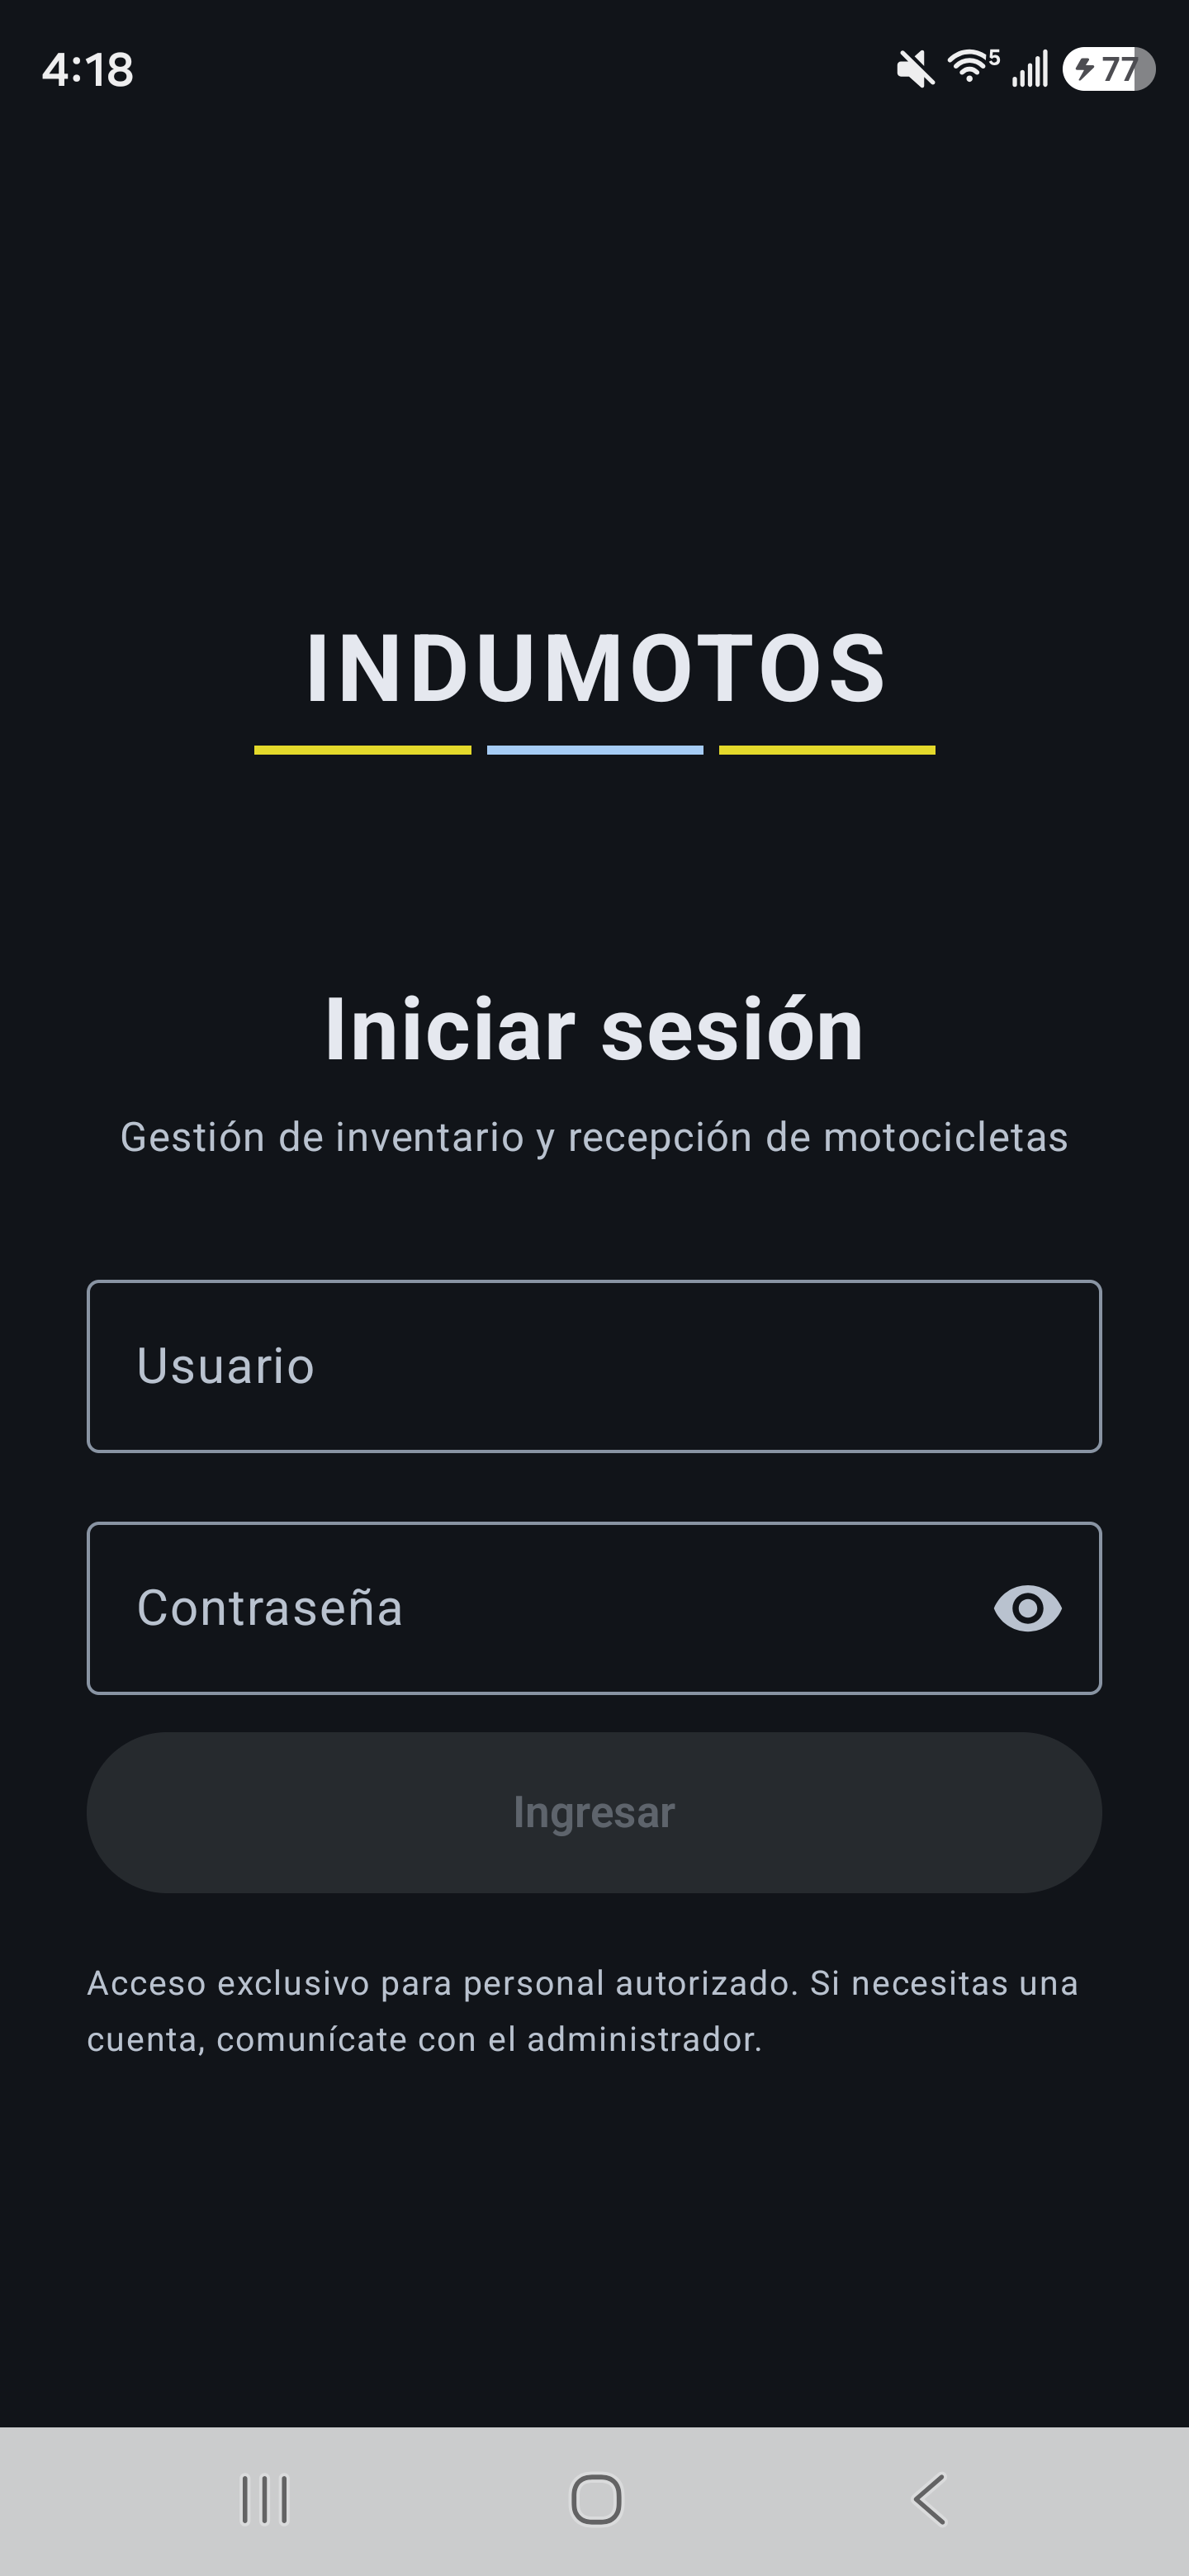 4:18
5
77
INDUMOTOS
Iniciar sesión
Gestión de inventario y recepción de motocicletas
Usuario
Contraseña
Ingresar
Acceso exclusivo para personal autorizado. Si necesitas una
cuenta, comunícate con el administrador.